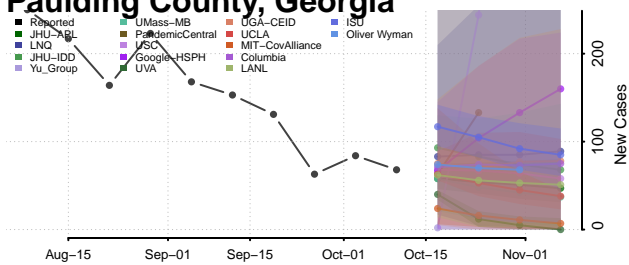 Paulding County, Georgia
Reported
JHU−APL
LNQ
JHU−IDD
Yu_Group
UMass−MB
PandemicCentral
USC
Google−HSPH
UVA
UGA−CEID
UCLA
MIT−CovAlliance
Columbia
LANL
ISU
Oliver Wyman
0
100
200
New Cases
Aug−15
Sep−01
Sep−15
Oct−01
Oct−15
Nov−01